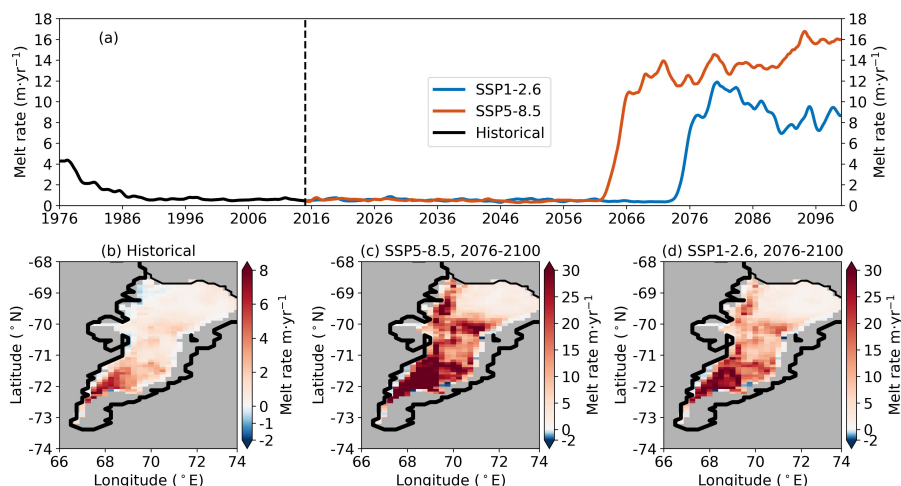 18
16
14
12
10
8
6
4
2
0
Melt rate (m·yr⁻¹)
(a)
SSP1-2.6
SSP5-8.5
Historical
18
16
14
12
10
8
6
4
2
0
Melt rate (m·yr⁻¹)
1976 1986 1996 2006 2016 2026 2036 2046 2056 2066 2076 2086 2096
(b) Historical
-68
-69
-70
-71
-72
-73
-74
Latitude (°N)
66 68 70 72 74
Longitude (°E)
8
6
4
2
0
-1
-2
Melt rate m·yr⁻¹
(c) SSP5-8.5, 2076-2100
-68
-69
-70
-71
-72
-73
-74
Latitude (°N)
66 68 70 72 74
Longitude (°E)
30
25
20
15
10
5
0
-2
Melt rate m·yr⁻¹
(d) SSP1-2.6, 2076-2100
-68
-69
-70
-71
-72
-73
-74
Latitude (°N)
66 68 70 72 74
Longitude (°E)
30
25
20
15
10
5
0
-2
Melt rate m·yr⁻¹